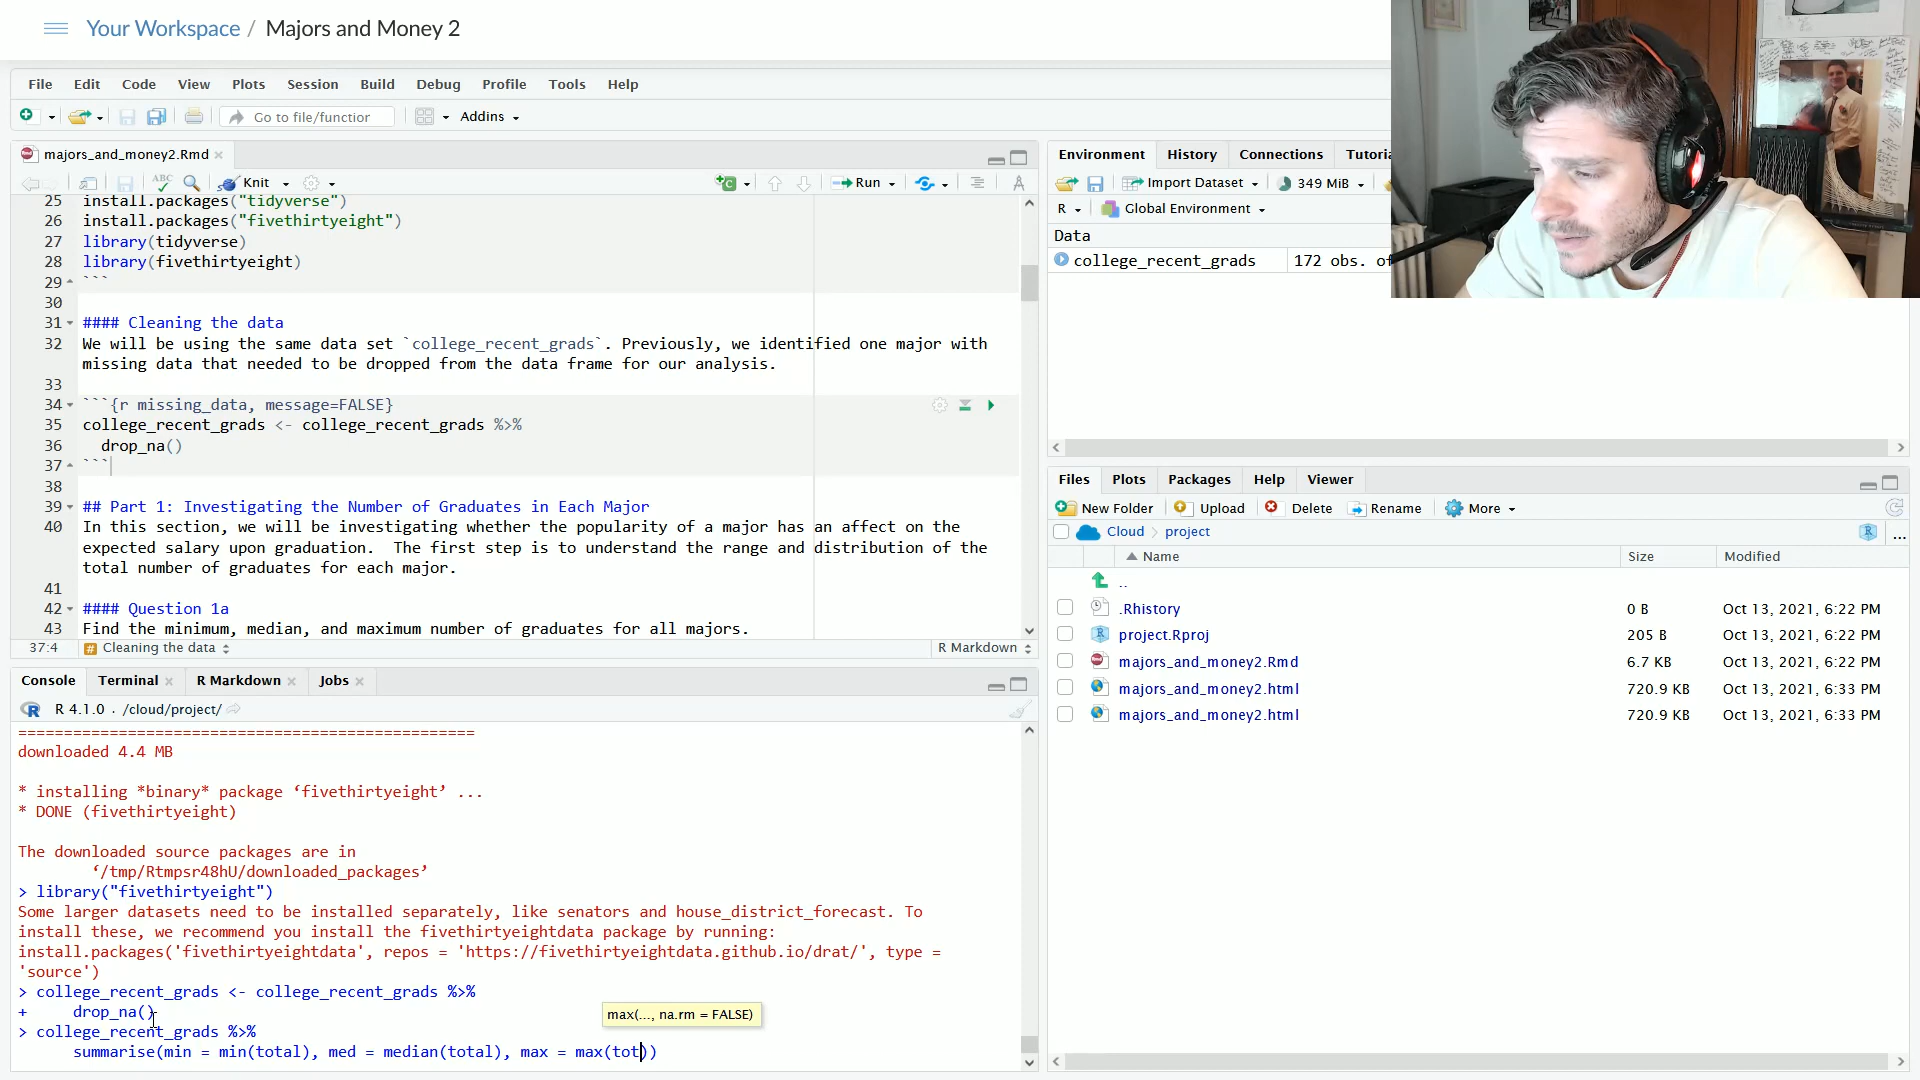 Your Workspace / Majors and Money 2
File Edit Code View Plots Session Build Debug Profile Tools Help
Go to file/function Addins
majors_and_money2.Rmd
ABC Knit Run
25 install.packages("tidyverse")
26 install.packages("fivethirtyeight")
27 library(tidyverse)
28 library(fivethirtyeight)
29 ```
30
31 #### Cleaning the data
32 We will be using the same data set `college_recent_grads`. Previously, we identified one major with
missing data that needed to be dropped from the data frame for our analysis.
33
34 ```{r missing_data, message=FALSE}
35 college_recent_grads <- college_recent_grads %>%
36 drop_na()
37 ```
38
39 ## Part 1: Investigating the Number of Graduates in Each Major
40 In this section, we will be investigating whether the popularity of a major has an affect on the
expected salary upon graduation. The first step is to understand the range and distribution of the
total number of graduates for each major.
41
42 #### Question 1a
43 Find the minimum, median, and maximum number of graduates for all majors.
37:4 # Cleaning the data R Markdown
Console Terminal R Markdown Jobs
R 4.1.0 · /cloud/project/
==================================================
downloaded 4.4 MB
* installing *binary* package ‘fivethirtyeight’ ...
* DONE (fivethirtyeight)
The downloaded source packages are in
‘/tmp/Rtmpsr48hU/downloaded_packages’
> library("fivethirtyeight")
Some larger datasets need to be installed separately, like senators and house_district_forecast. To
install these, we recommend you install the fivethirtyeightdata package by running:
install.packages('fivethirtyeightdata', repos = 'https://fivethirtyeightdata.github.io/drat/', type =
'source')
> college_recent_grads <- college_recent_grads %>%
+ drop_na()
> college_recent_grads %>%
summarise(min = min(total), med = median(total), max = max(tot))
max(..., na.rm = FALSE)
Environment History Connections Tutoria
Import Dataset 349 MiB
R Global Environment
Data
college_recent_grads 172 obs. of
Files Plots Packages Help Viewer
New Folder Upload Delete Rename More
Cloud project R ...
Name Size Modified
..
.Rhistory 0 B Oct 13, 2021, 6:22 PM
project.Rproj 205 B Oct 13, 2021, 6:22 PM
majors_and_money2.Rmd 6.7 KB Oct 13, 2021, 6:22 PM
majors_and_money2.html 720.9 KB Oct 13, 2021, 6:33 PM
majors_and_money2.html 720.9 KB Oct 13, 2021, 6:33 PM